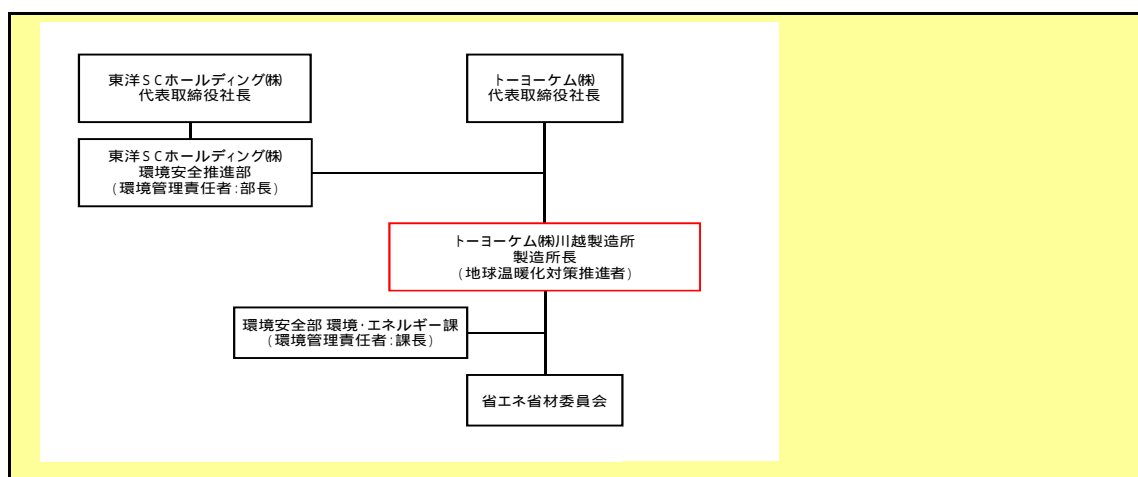 東洋SCホールディング㈱
代表取締役社長
トーヨーケム㈱
代表取締役社長
東洋SCホールディング㈱
環境安全推進部
(環境管理責任者:部長)
トーヨーケム㈱川越製造所
製造所長
(地球温暖化対策推進者)
環境安全部 環境・エネルギー課
(環境管理責任者:課長)
省エネ省材委員会